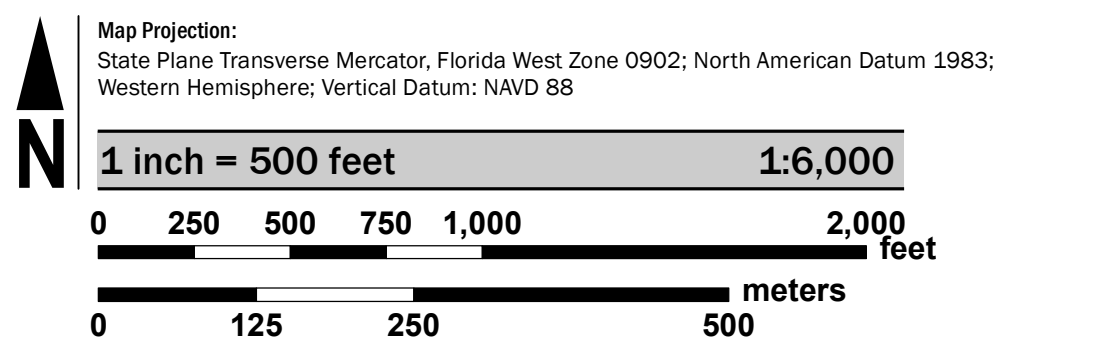 N
Map Projection:
State Plane Transverse Mercator, Florida West Zone 0902; North American Datum 1983;
Western Hemisphere; Vertical Datum: NAVD 88
1 inch = 500 feet 1:6,000
0 250 500 750 1,000 2,000
feet
meters
0 125 250 500